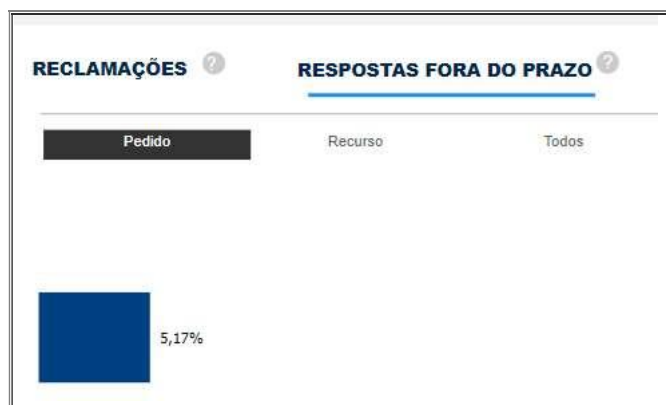 RECLAMAÇÕES ? RESPOSTAS FORA DO PRAZO ?
Pedido Recurso Todos
5,17%